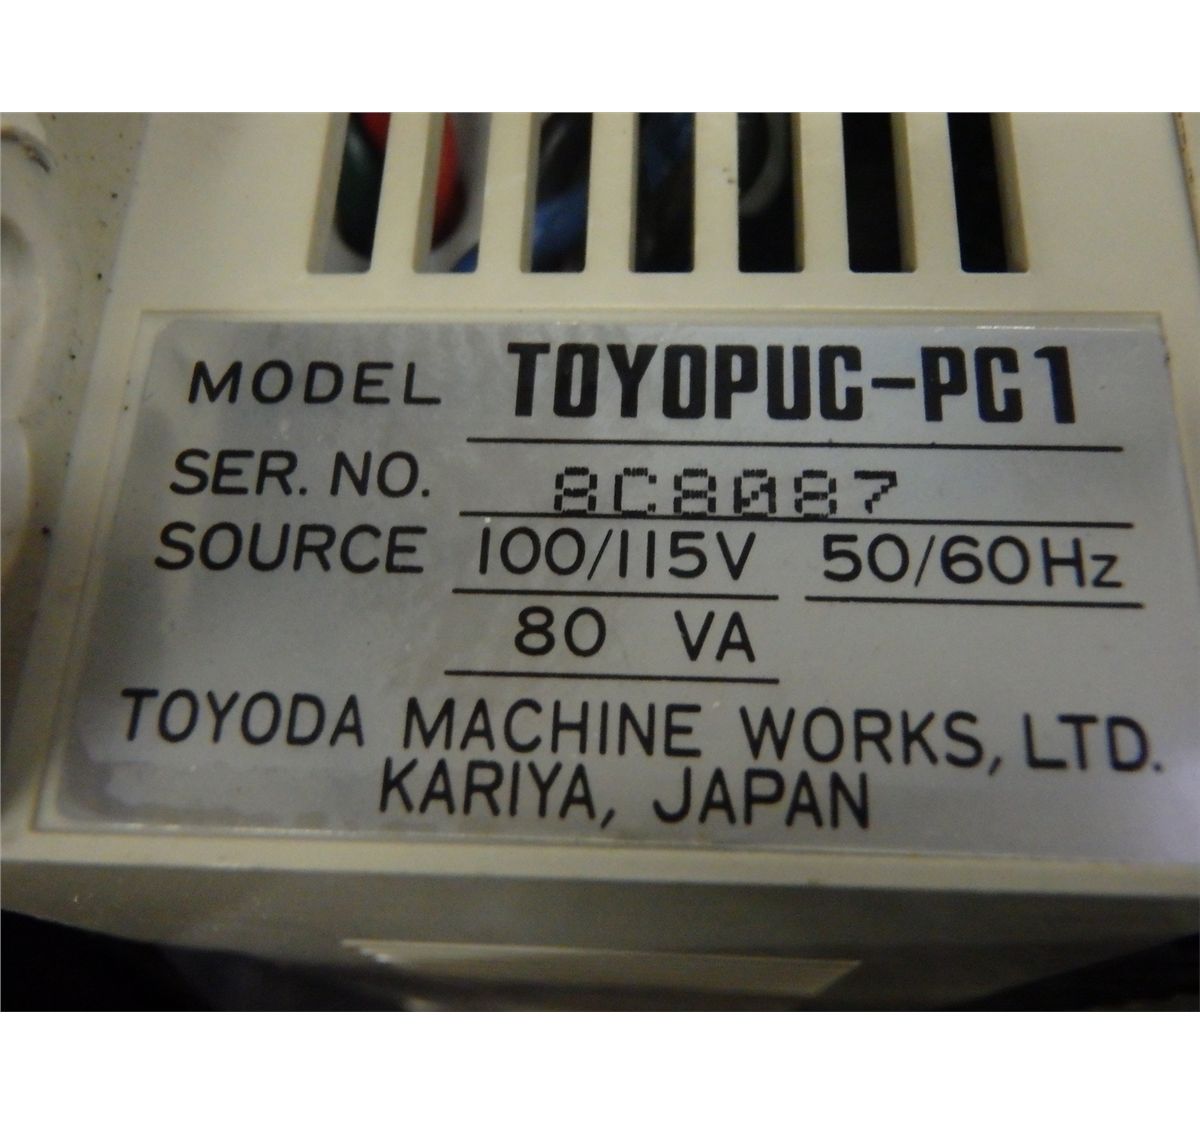 MODEL TOYOPUC-PC1
SER. NO. 8C8087
SOURCE 100/115V 50/60Hz
80 VA
TOYODA MACHINE WORKS, LTD.
KARIYA, JAPAN